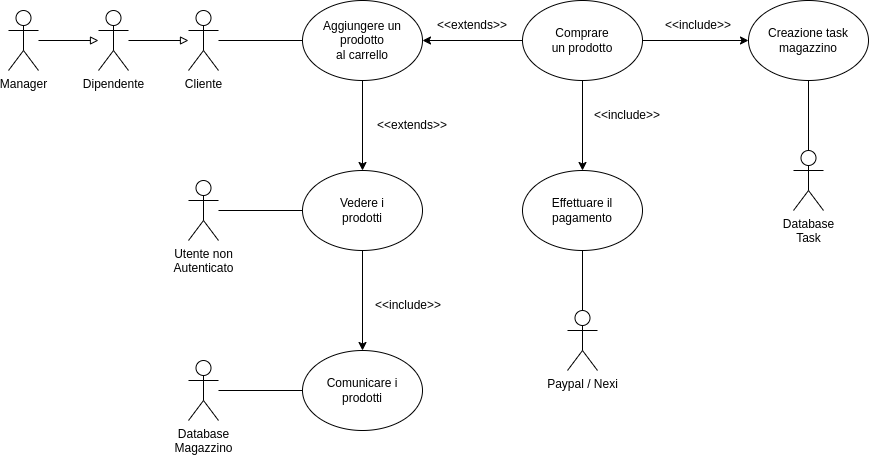 Aggiungere un
prodotto
al carrello
<<extends>>
Comprare
un prodotto
<<include>>
Creazione task
magazzino
Manager
Dipendente
Cliente
<<extends>>
<<include>>
Vedere i
prodotti
Effettuare il
pagamento
Database
Task
Utente non
Autenticato
<<include>>
Comunicare i
prodotti
Paypal / Nexi
Database
Magazzino